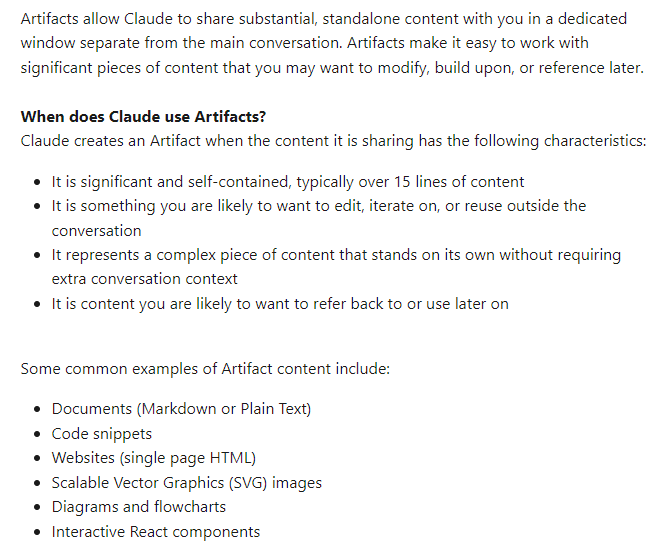 Artifacts allow Claude to share substantial, standalone content with you in a dedicated
window separate from the main conversation. Artifacts make it easy to work with
significant pieces of content that you may want to modify, build upon, or reference later.
When does Claude use Artifacts?
Claude creates an Artifact when the content it is sharing has the following characteristics:
• It is significant and self-contained, typically over 15 lines of content
• It is something you are likely to want to edit, iterate on, or reuse outside the
conversation
• It represents a complex piece of content that stands on its own without requiring
extra conversation context
• It is content you are likely to want to refer back to or use later on
Some common examples of Artifact content include:
• Documents (Markdown or Plain Text)
• Code snippets
• Websites (single page HTML)
• Scalable Vector Graphics (SVG) images
• Diagrams and flowcharts
• Interactive React components